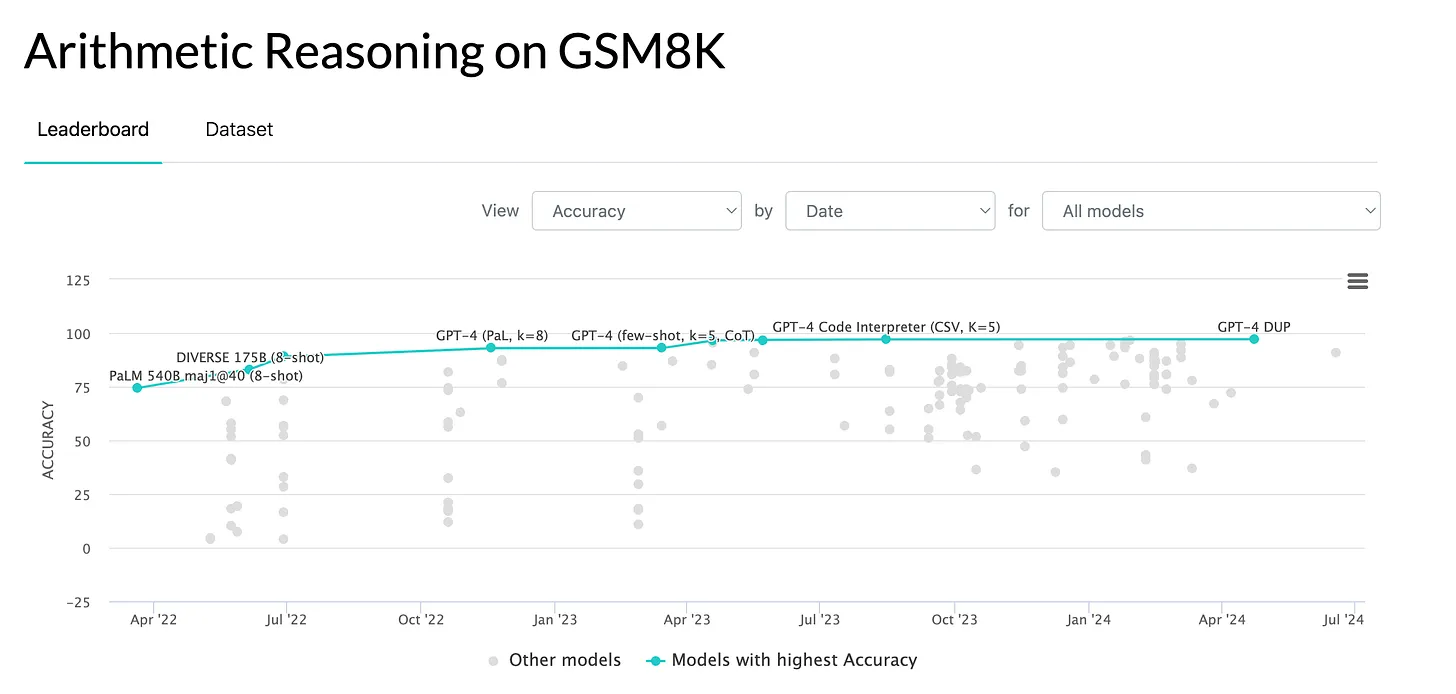 Arithmetic Reasoning on GSM8K
Leaderboard Dataset
View Accuracy by Date for All models
125
100
75
50
25
0
-25
ACCURACY
PaLM 540B maj1@40 (8-shot)
DIVERSE 175B (8-shot)
GPT-4 (PaL, k=8)
GPT-4 (few-shot, k=5, CoT)
GPT-4 Code Interpreter (CSV, K=5)
GPT-4 DUP
Apr '22 Jul '22 Oct '22 Jan '23 Apr '23 Jul '23 Oct '23 Jan '24 Apr '24 Jul '24
Other models Models with highest Accuracy